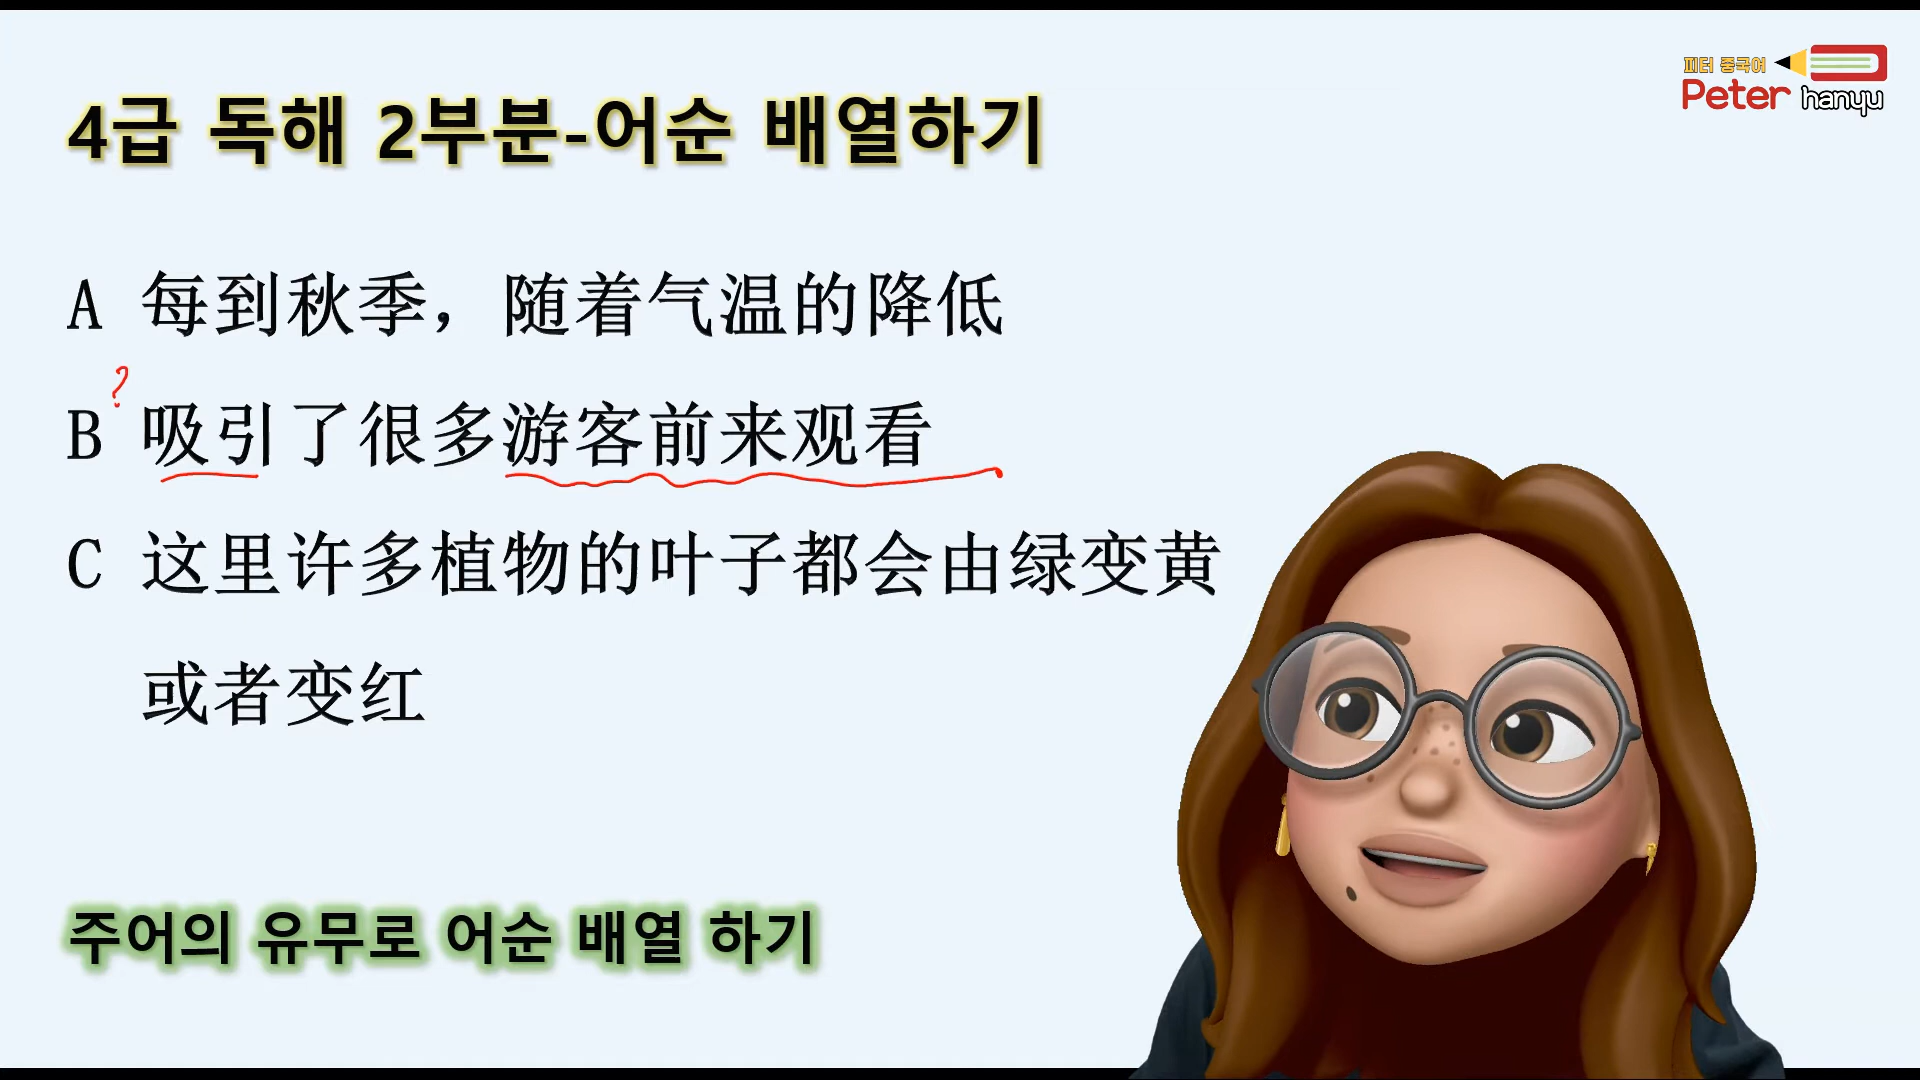 피터 중국어
Peter hanyu
4급 독해 2부분-어순 배열하기
A 每到秋季，随着气温的降低
?
B 吸引了很多游客前来观看
C 这里许多植物的叶子都会由绿变黄
或者变红
주어의 유무로 어순 배열 하기